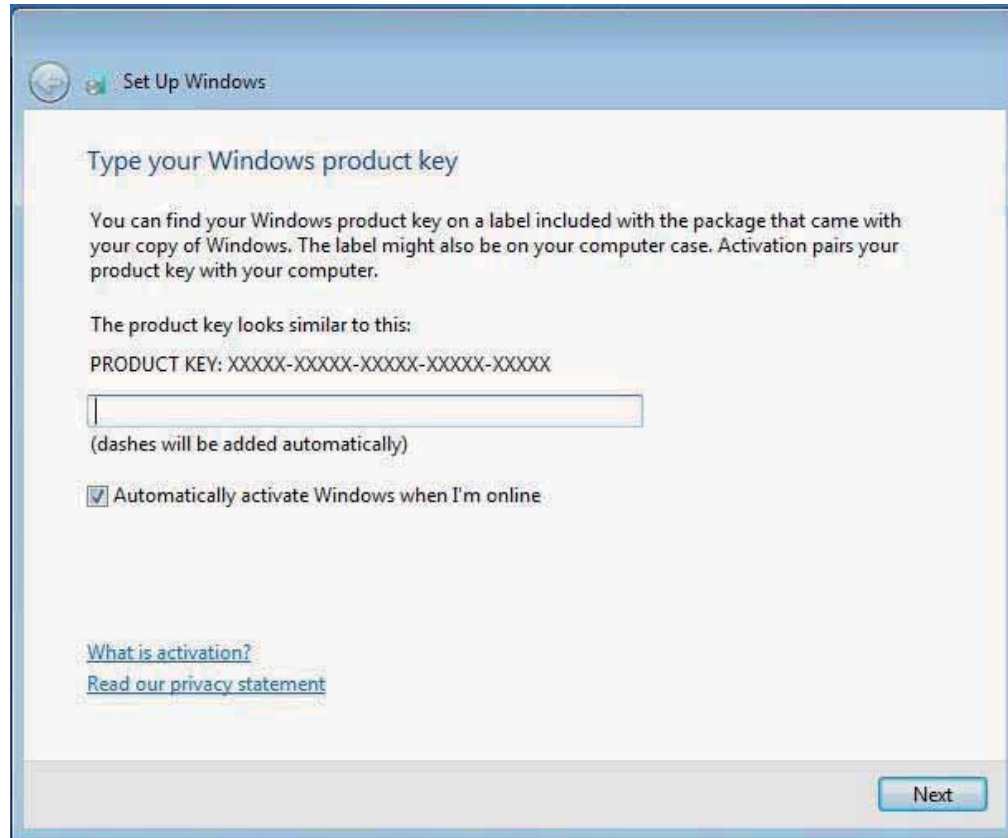 Set Up Windows
Type your Windows product key
You can find your Windows product key on a label included with the package that came with
your copy of Windows. The label might also be on your computer case. Activation pairs your
product key with your computer.
The product key looks similar to this:
PRODUCT KEY: XXXXX-XXXXX-XXXXX-XXXXX-XXXXX
(dashes will be added automatically)
Automatically activate Windows when I'm online
What is activation?
Read our privacy statement
Next